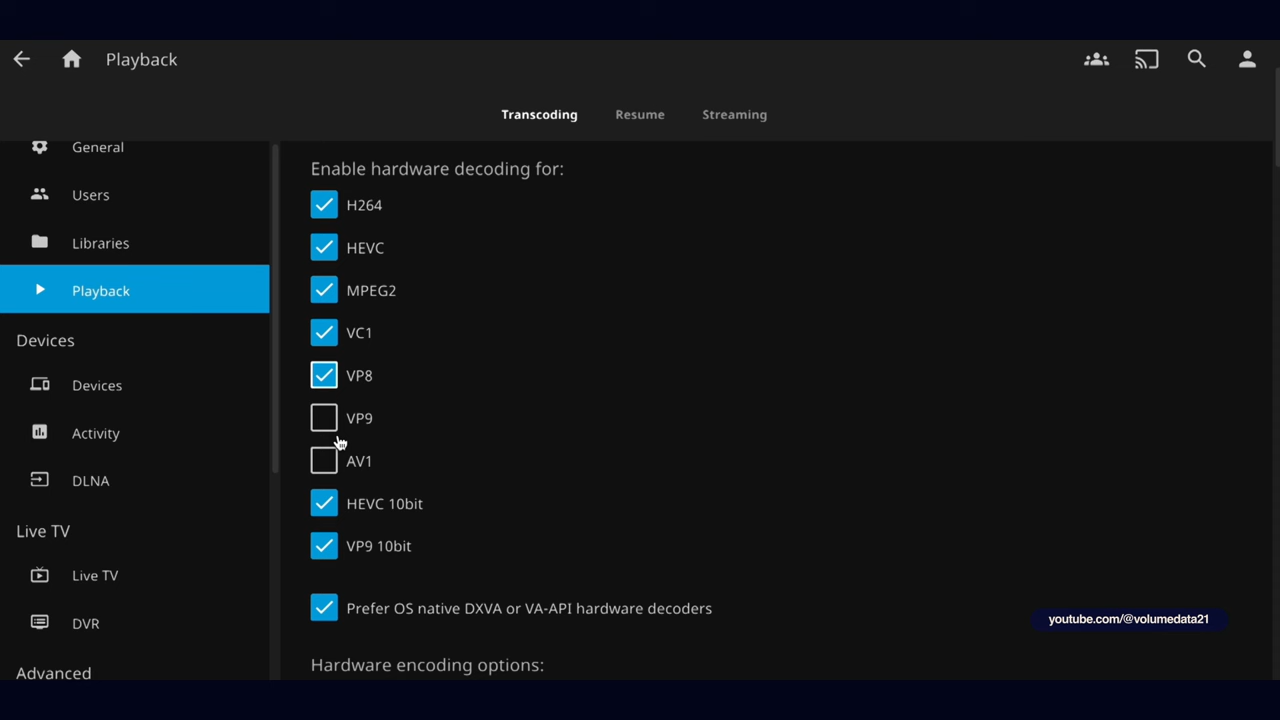 Playback
Transcoding Resume Streaming
General
Users
Libraries
Playback
Devices
Devices
Activity
DLNA
Live TV
Live TV
DVR
Advanced
Enable hardware decoding for:
H264
HEVC
MPEG2
VC1
VP8
VP9
AV1
HEVC 10bit
VP9 10bit
Prefer OS native DXVA or VA-API hardware decoders
Hardware encoding options:
youtube.com/@volumedata21